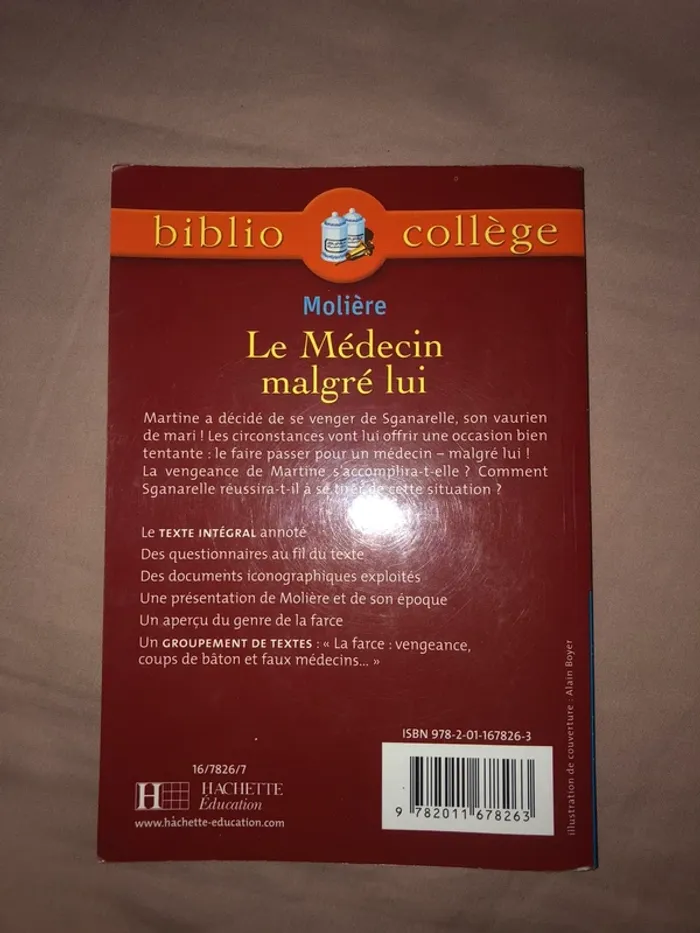 biblio collège
Molière
Le Médecin
malgré lui
Martine a décidé de se venger de Sganarelle, son vaurien
de mari ! Les circonstances vont lui offrir une occasion bien
tentante : le faire passer pour un médecin – malgré lui !
La vengeance de Martine s'accomplira-t-elle ? Comment
Sganarelle réussira-t-il à se tirer de cette situation ?
Le TEXTE INTÉGRAL annoté
Des questionnaires au fil du texte
Des documents iconographiques exploités
Une présentation de Molière et de son époque
Un aperçu du genre de la farce
Un GROUPEMENT DE TEXTES : « La farce : vengeance,
coups de bâton et faux médecins... »
illustration de couverture : Alain Boyer
ISBN 978-2-01-167826-3
9 782011 678263
16/7826/7
H HACHETTE
Éducation
www.hachette-education.com